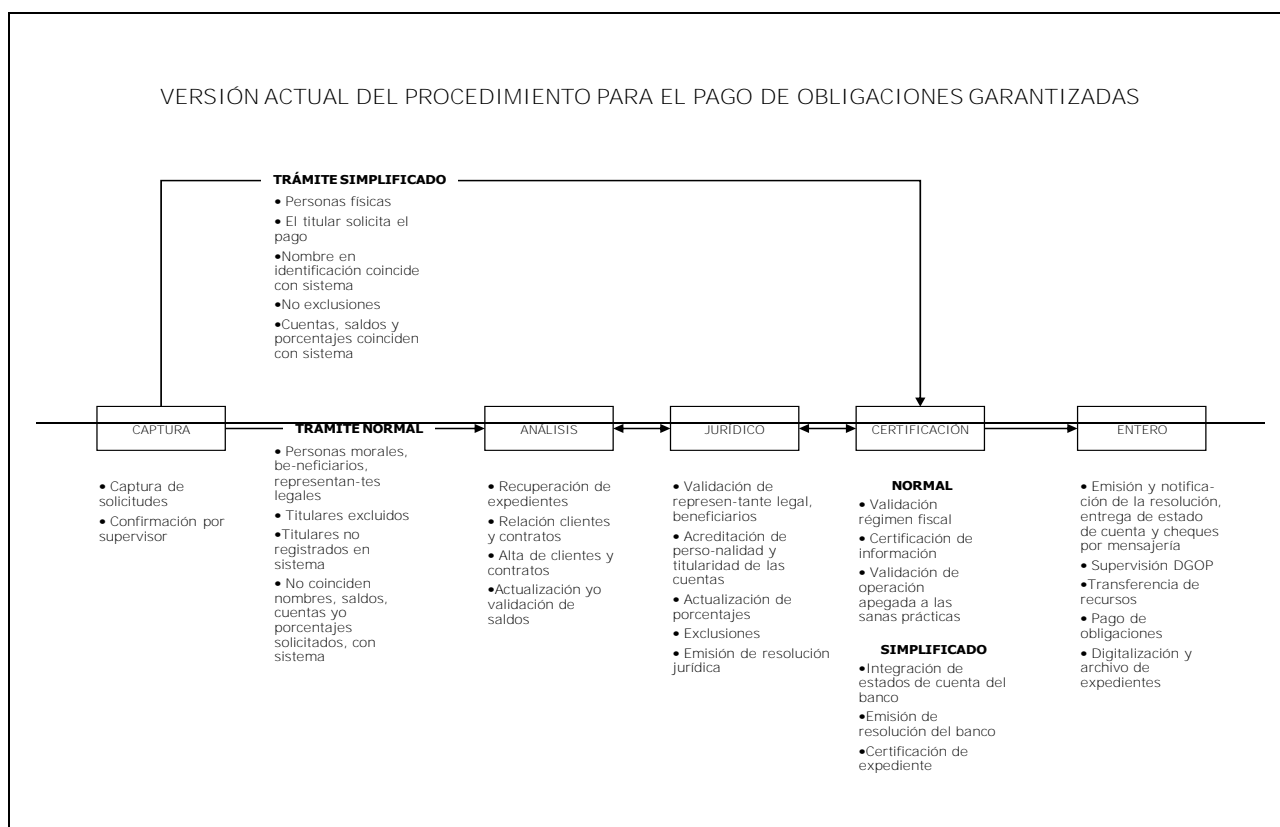 VERSIÓN ACTUAL DEL PROCEDIMIENTO PARA EL PAGO DE OBLIGACIONES GARANTIZADAS
TRÁMITE SIMPLIFICADO
• Personas físicas
• El titular solicita el
pago
•Nombre en
identificación coincide
con sistema
•No exclusiones
•Cuentas, saldos y
porcentajes coinciden
con sistema
CAPTURA
TRAMITE NORMAL
ANÁLISIS
JURÍDICO
CERTIFICACIÓN
ENTERO
• Captura de
solicitudes
• Confirmación por
supervisor
• Personas morales,
be-neficiarios,
representan-tes
legales
• Titulares excluidos
•Titulares no
registrados en
sistema
• No coinciden
nombres, saldos,
cuentas yo
porcentajes
solicitados, con
sistema
• Recuperación de
expedientes
• Relación clientes
y contratos
• Alta de clientes y
contratos
•Actualización yo
validación de
saldos
• Validación de
represen-tante legal,
beneficiarios
• Acreditación de
perso-nalidad y
titularidad de las
cuentas
• Actualización de
porcentajes
• Exclusiones
• Emisión de resolución
jurídica
NORMAL
• Validación
régimen fiscal
• Certificación de
información
• Validación de
operación
apegada a las
sanas prácticas
SIMPLIFICADO
•Integración de
estados de cuenta del
banco
•Emisión de
resolución del banco
•Certificación de
expediente
• Emisión y notifica-
ción de la resolución,
entrega de estado
de cuenta y cheques
por mensajería
• Supervisión DGOP
•Transferencia de
recursos
• Pago de
obligaciones
• Digitalización y
archivo de
expedientes